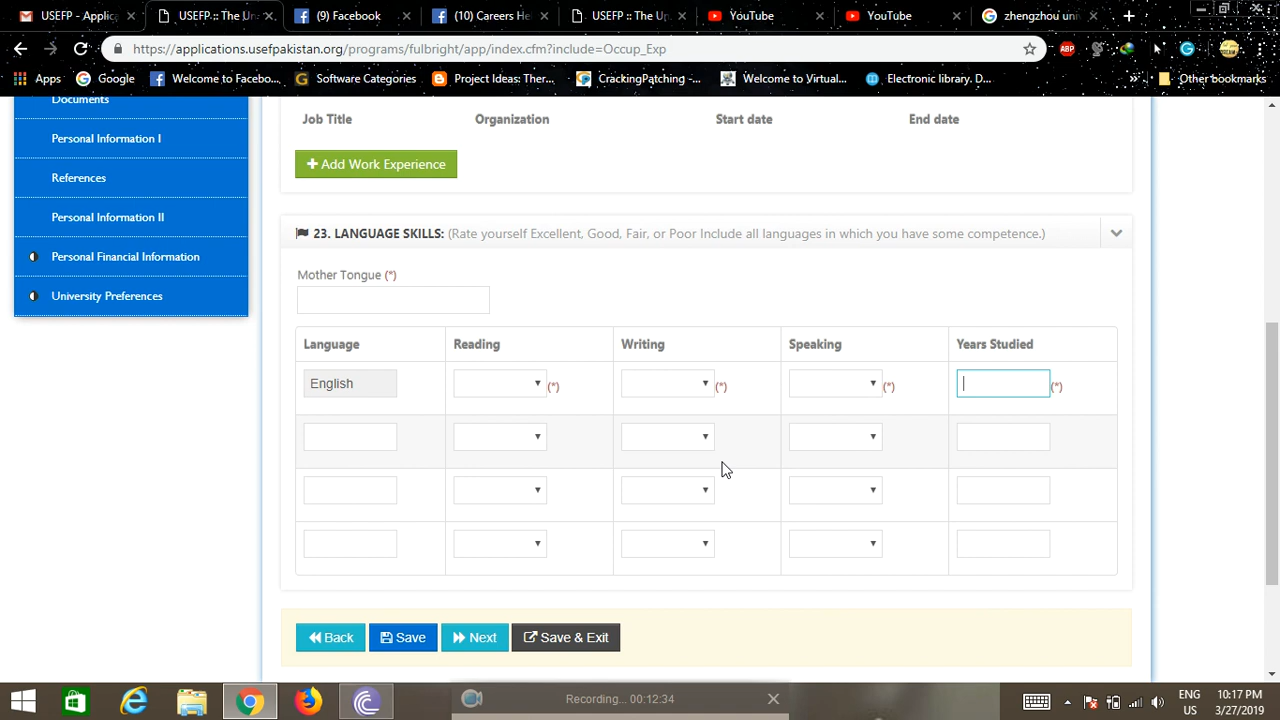 USEFP - Applica
USEFP :: The Un
(9) Facebook
(10) Careers He
USEFP :: The Un
YouTube
YouTube
zhengzhou uni
https://applications.usefpakistan.org/programs/fulbright/app/index.cfm?include=Occup_Exp
ABP
Apps
Google
Welcome to Facebo...
Software Categories
Project Ideas: Ther...
CrackingPatching -...
Welcome to Virtual...
Electronic library. D...
Other bookmarks
Documents
Personal Information I
References
Personal Information II
Personal Financial Information
University Preferences
Job Title Organization Start date End date
Add Work Experience
23. LANGUAGE SKILLS: (Rate yourself Excellent, Good, Fair, or Poor Include all languages in which you have some competence.)
Mother Tongue (*)
Language Reading Writing Speaking Years Studied
English (*) (*) (*) (*)
Back Save Next Save & Exit
Recording... 00:12:34
ENG 10:17 PM
US 3/27/2019